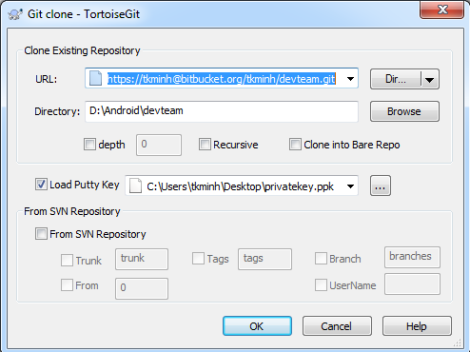 Git clone - TortoiseGit
Clone Existing Repository
URL: https://tkminh@bitbucket.org/tkminh/devteam.git Dir...
Directory: D:\Android\devteam Browse
depth 0 Recursive Clone into Bare Repo
Load Putty Key C:\Users\tkminh\Desktop\privatekey.ppk ...
From SVN Repository
From SVN Repository
Trunk trunk Tags tags Branch branches
From 0 UserName
OK Cancel Help